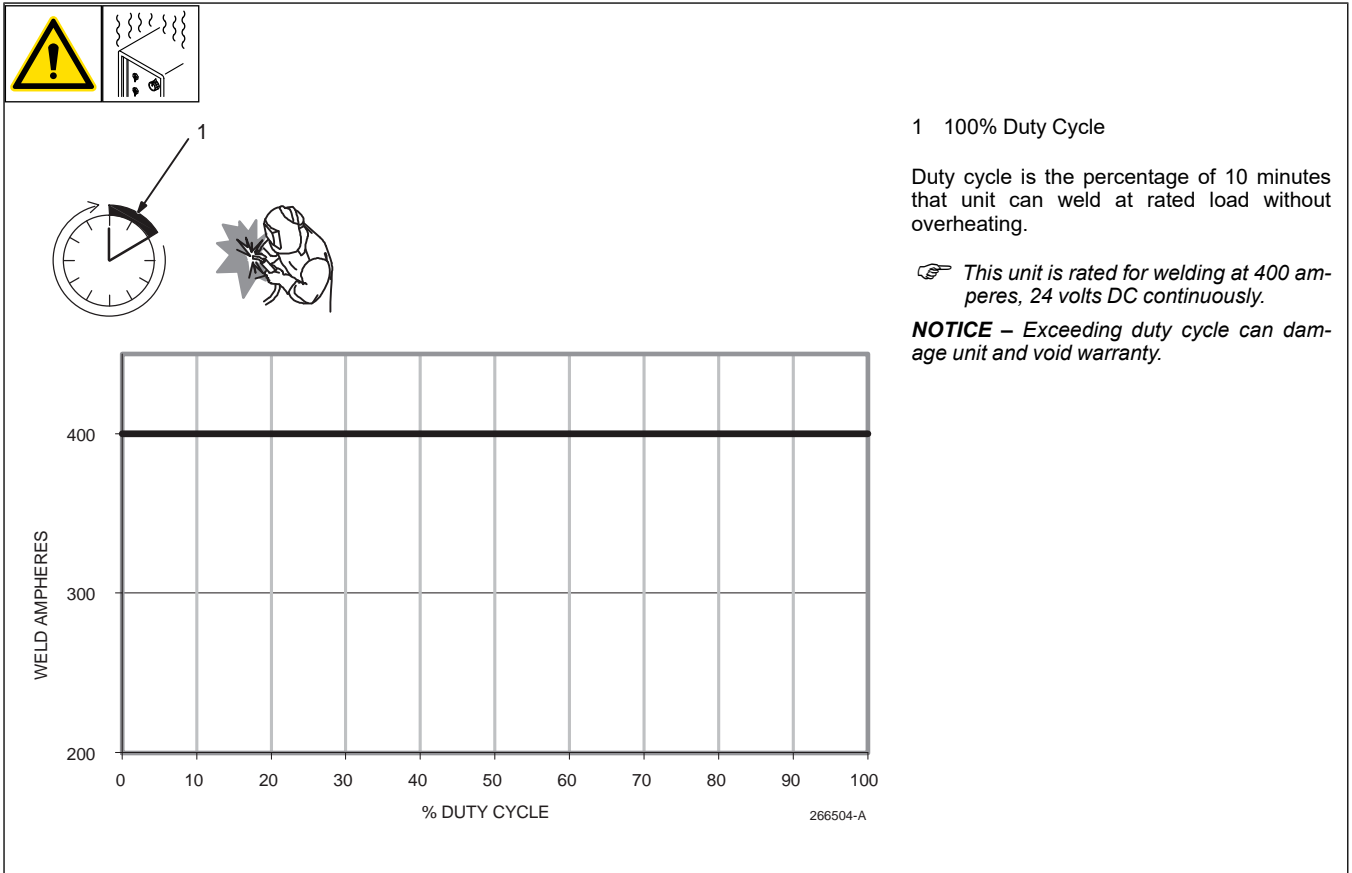 1
1 100% Duty Cycle
Duty cycle is the percentage of 10 minutes
that unit can weld at rated load without
overheating.
☞ This unit is rated for welding at 400 am-
peres, 24 volts DC continuously.
NOTICE – Exceeding duty cycle can dam-
age unit and void warranty.
WELD AMPHERES
400
300
200
0 10 20 30 40 50 60 70 80 90 100
% DUTY CYCLE
266504-A